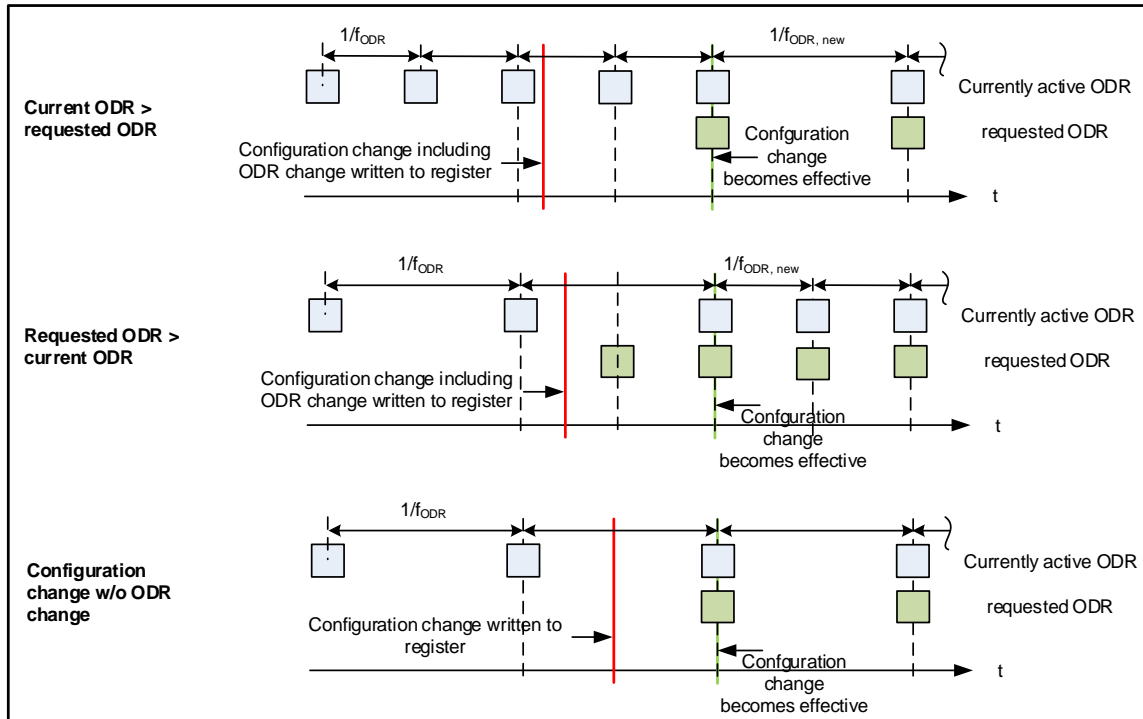 1/fODR
1/fODR, new
Current ODR >
requested ODR
Currently active ODR
requested ODR
Configuration change including
ODR change written to register
Confguration
change
becomes effective
t
1/fODR
1/fODR, new
Requested ODR >
current ODR
Currently active ODR
requested ODR
Configuration change including
ODR change written to register
Confguration
change
becomes effective
t
1/fODR
Configuration
change w/o ODR
change
Currently active ODR
requested ODR
Configuration change written to
register
Confguration
change
becomes effective
t